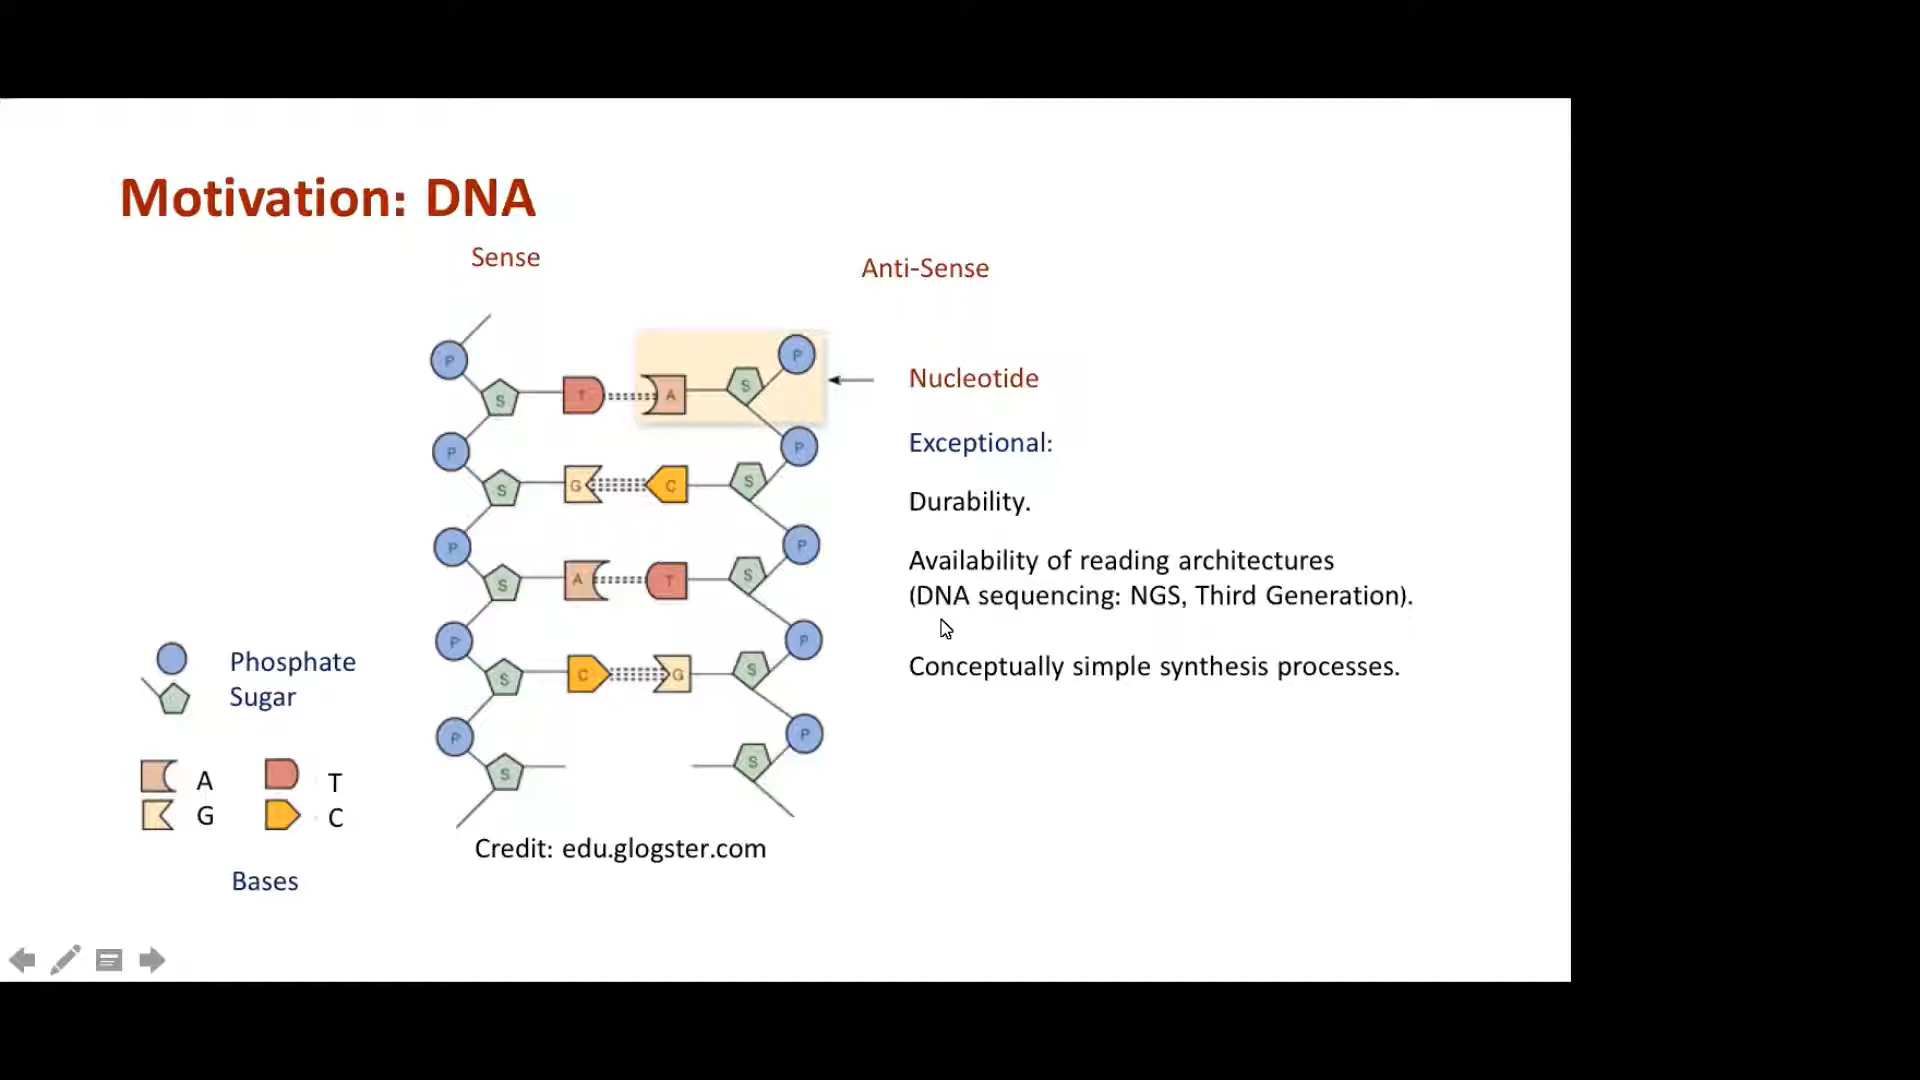 Motivation: DNA
Sense
Anti-Sense
P
P
S
T
A
S
Nucleotide
P
P
Exceptional:
S
G
C
S
Durability.
P
P
Availability of reading architectures
(DNA sequencing: NGS, Third Generation).
S
A
T
S
P
P
Conceptually simple synthesis processes.
S
C
G
S
P
P
S
S
Phosphate
Sugar
A
T
G
C
Bases
Credit: edu.glogster.com